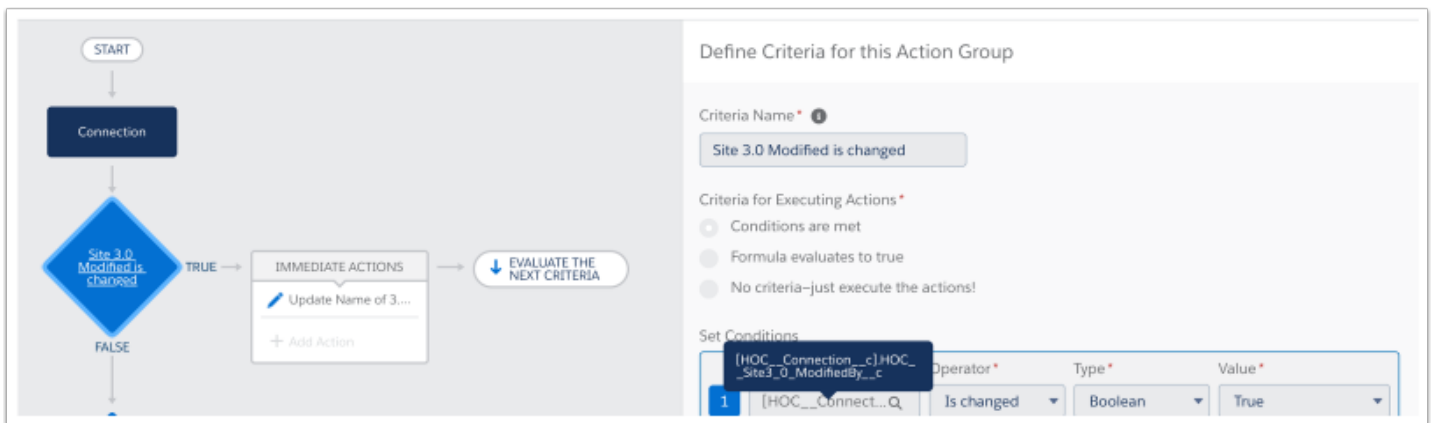 START
Connection
Site 3.0
Modified is
changed
TRUE
IMMEDIATE ACTIONS
Update Name of 3....
+ Add Action
EVALUATE THE
NEXT CRITERIA
FALSE
Define Criteria for this Action Group
Criteria Name*
Site 3.0 Modified is changed
Criteria for Executing Actions*
Conditions are met
Formula evaluates to true
No criteria—just execute the actions!
Set Conditions
[HOC__Connection__c].HOC_
_Site3_0_ModifiedBy__c
Operator* Type* Value*
1 [HOC__Connect... Is changed Boolean True